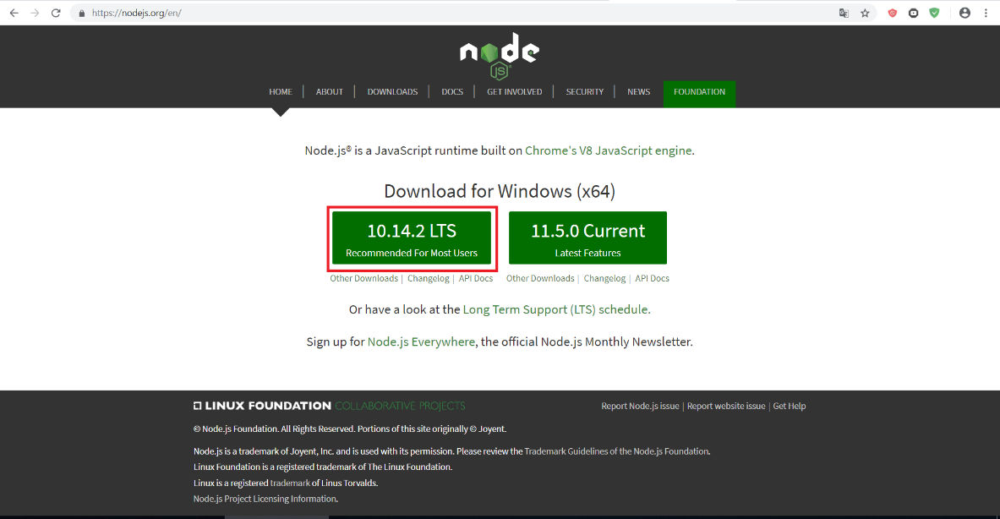 https://nodejs.org/en/
node
JS
HOME | ABOUT | DOWNLOADS | DOCS | GET INVOLVED | SECURITY | NEWS FOUNDATION
Node.js® is a JavaScript runtime built on Chrome's V8 JavaScript engine.
Download for Windows (x64)
10.14.2 LTS
Recommended For Most Users
11.5.0 Current
Latest Features
Other Downloads | Changelog | API Docs
Other Downloads | Changelog | API Docs
Or have a look at the Long Term Support (LTS) schedule.
Sign up for Node.js Everywhere, the official Node.js Monthly Newsletter.
LINUX FOUNDATION COLLABORATIVE PROJECTS
Report Node.js issue | Report website issue | Get Help
© Node.js Foundation. All Rights Reserved. Portions of this site originally © Joyent.
Node.js is a trademark of Joyent, Inc. and is used with its permission. Please review the Trademark Guidelines of the Node.js Foundation.
Linux Foundation is a registered trademark of The Linux Foundation.
Linux is a registered trademark of Linus Torvalds.
Node.js Project Licensing Information.